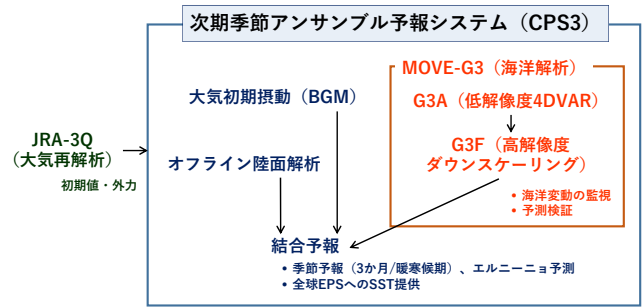 次期季節アンサンブル予報システム（CPS3）
MOVE-G3（海洋解析）
大気初期摂動（BGM）
G3A（低解像度4DVAR）
JRA-3Q
（大気再解析）
初期値・外力
G3F（高解像度
ダウンスケーリング）
オフライン陸面解析
• 海洋変動の監視
• 予測検証
結合予報
• 季節予報（3か月/暖寒候期）、エルニーニョ予測
• 全球EPSへのSST提供